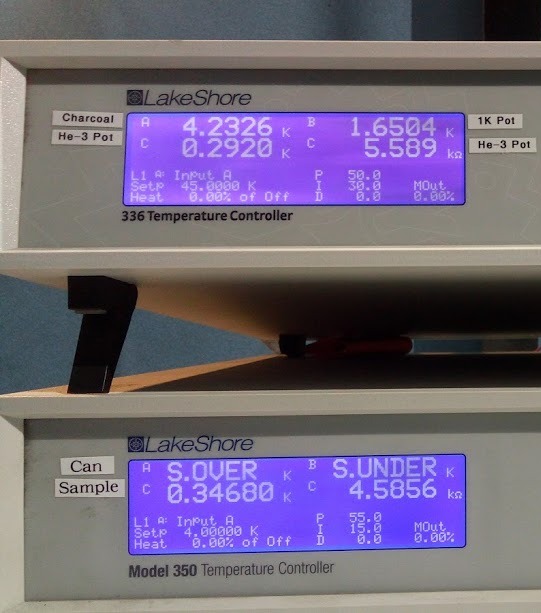 LakeShore
Charcoal
He-3 Pot
A 4.2326 K B 1.6504 K
C 0.2920 K C 5.589 kΩ
1K Pot
He-3 Pot
L1 A: Input A P 50.0
Setp 45.0000 K I 30.0 MOut
Heat 0.00% of Off D 0.0 0.00%
336 Temperature Controller
LakeShore
Can
Sample
A S.OVER K B S.UNDER K
C 0.34680 K C 4.5856 kΩ
L1 A: Input A P 55.0
Setp 4.00000 K I 15.0 MOut
Heat 0.00% of Off D 0.0 0.00%
Model 350 Temperature Controller